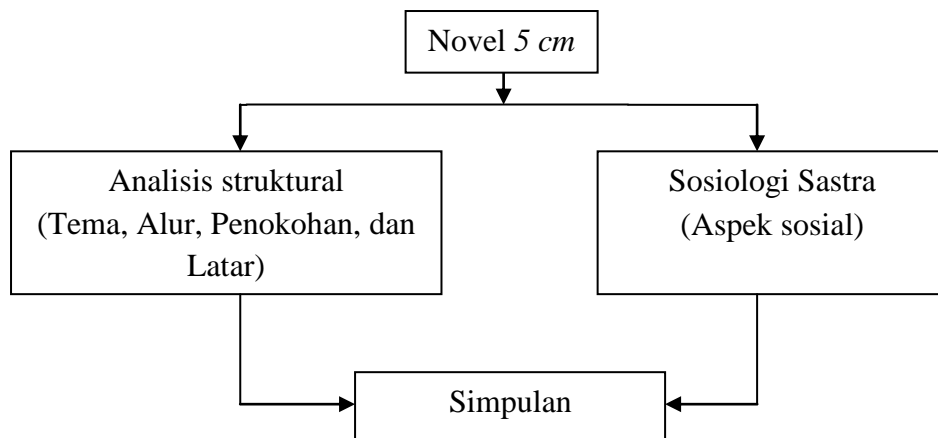 Novel 5 cm
Analisis struktural
(Tema, Alur, Penokohan, dan
Latar)
Sosiologi Sastra
(Aspek sosial)
Simpulan